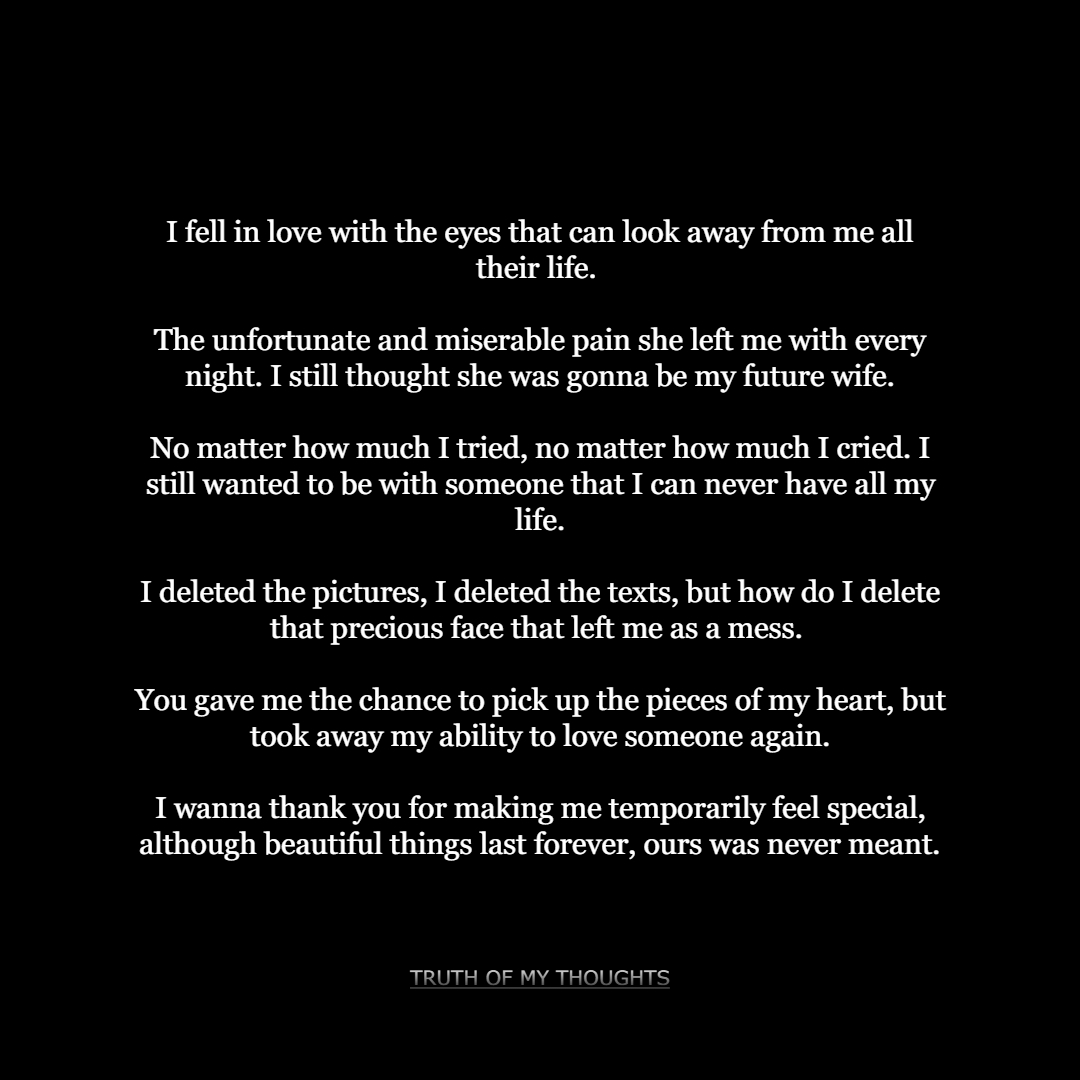 I fell in love with the eyes that can look away from me all
their life.
The unfortunate and miserable pain she left me with every
night. I still thought she was gonna be my future wife.
No matter how much I tried, no matter how much I cried. I
still wanted to be with someone that I can never have all my
life.
I deleted the pictures, I deleted the texts, but how do I delete
that precious face that left me as a mess.
You gave me the chance to pick up the pieces of my heart, but
took away my ability to love someone again.
I wanna thank you for making me temporarily feel special,
although beautiful things last forever, ours was never meant.
TRUTH OF MY THOUGHTS